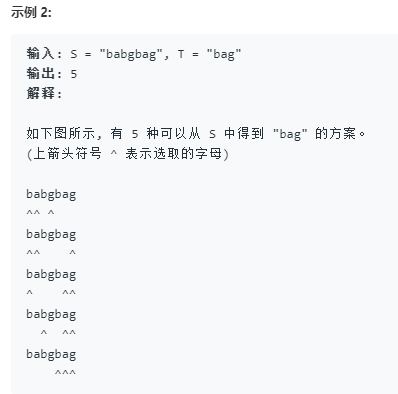 示例 2:
输入: S = "babgbag", T = "bag"
输出: 5
解释:
如下图所示, 有 5 种可以从 S 中得到 "bag" 的方案。
(上箭头符号 ^ 表示选取的字母)
babgbag
^^ ^
babgbag
^^    ^
babgbag
^    ^^
babgbag
  ^  ^^
babgbag
    ^^^